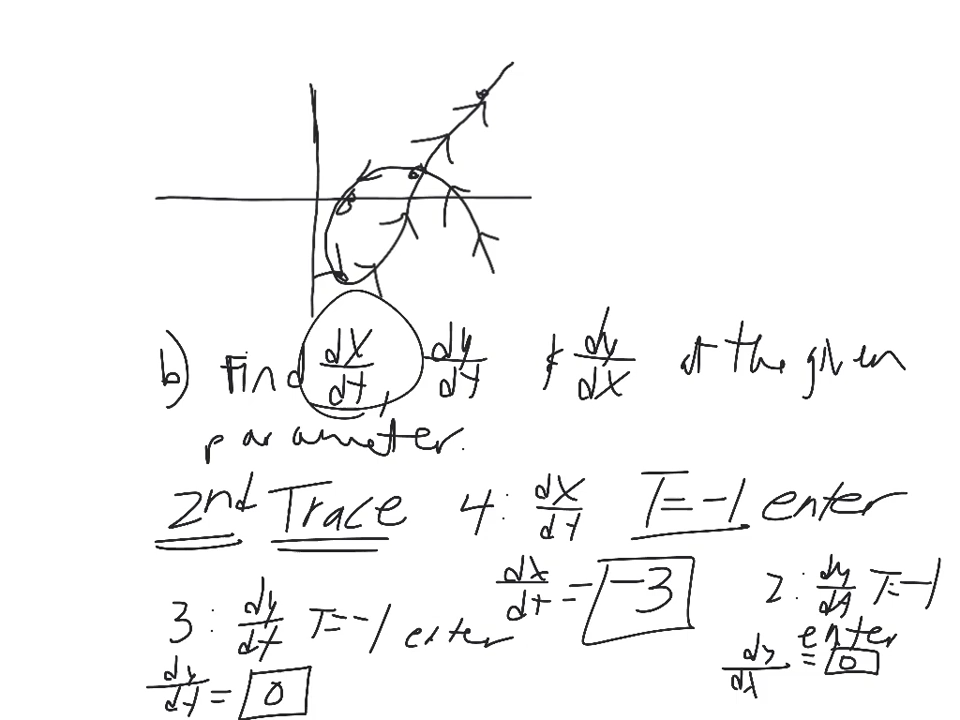 b) Find dx/dt, dy/dt & dy/dx at the given
parameter.
2nd Trace 4: dx/dt T=-1 enter
dx/dt = -3
3: dy/dt T=-1 enter
dy/dt = 0
2: dy/dx T=-1
enter
dy/dx = 0